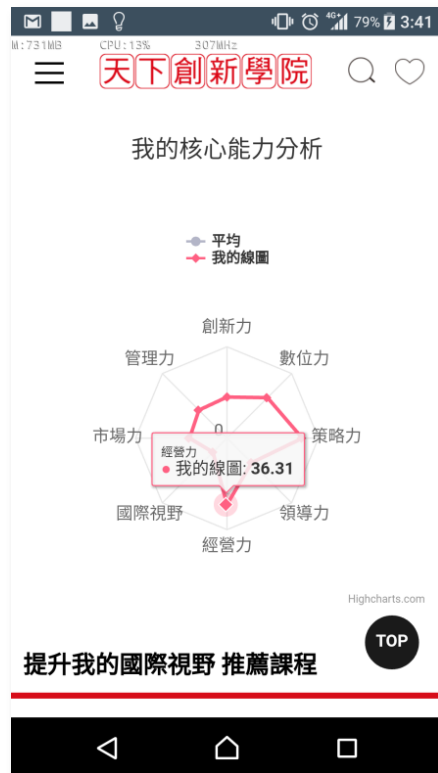 79% 3:41
M:731MB CPU:13% 307MHz
天下創新學院
我的核心能力分析
平均
我的線圖
創新力
管理力 數位力
市場力 0 策略力
經營力
我的線圖: 36.31
國際視野 領導力
經營力
Highcharts.com
TOP
提升我的國際視野 推薦課程